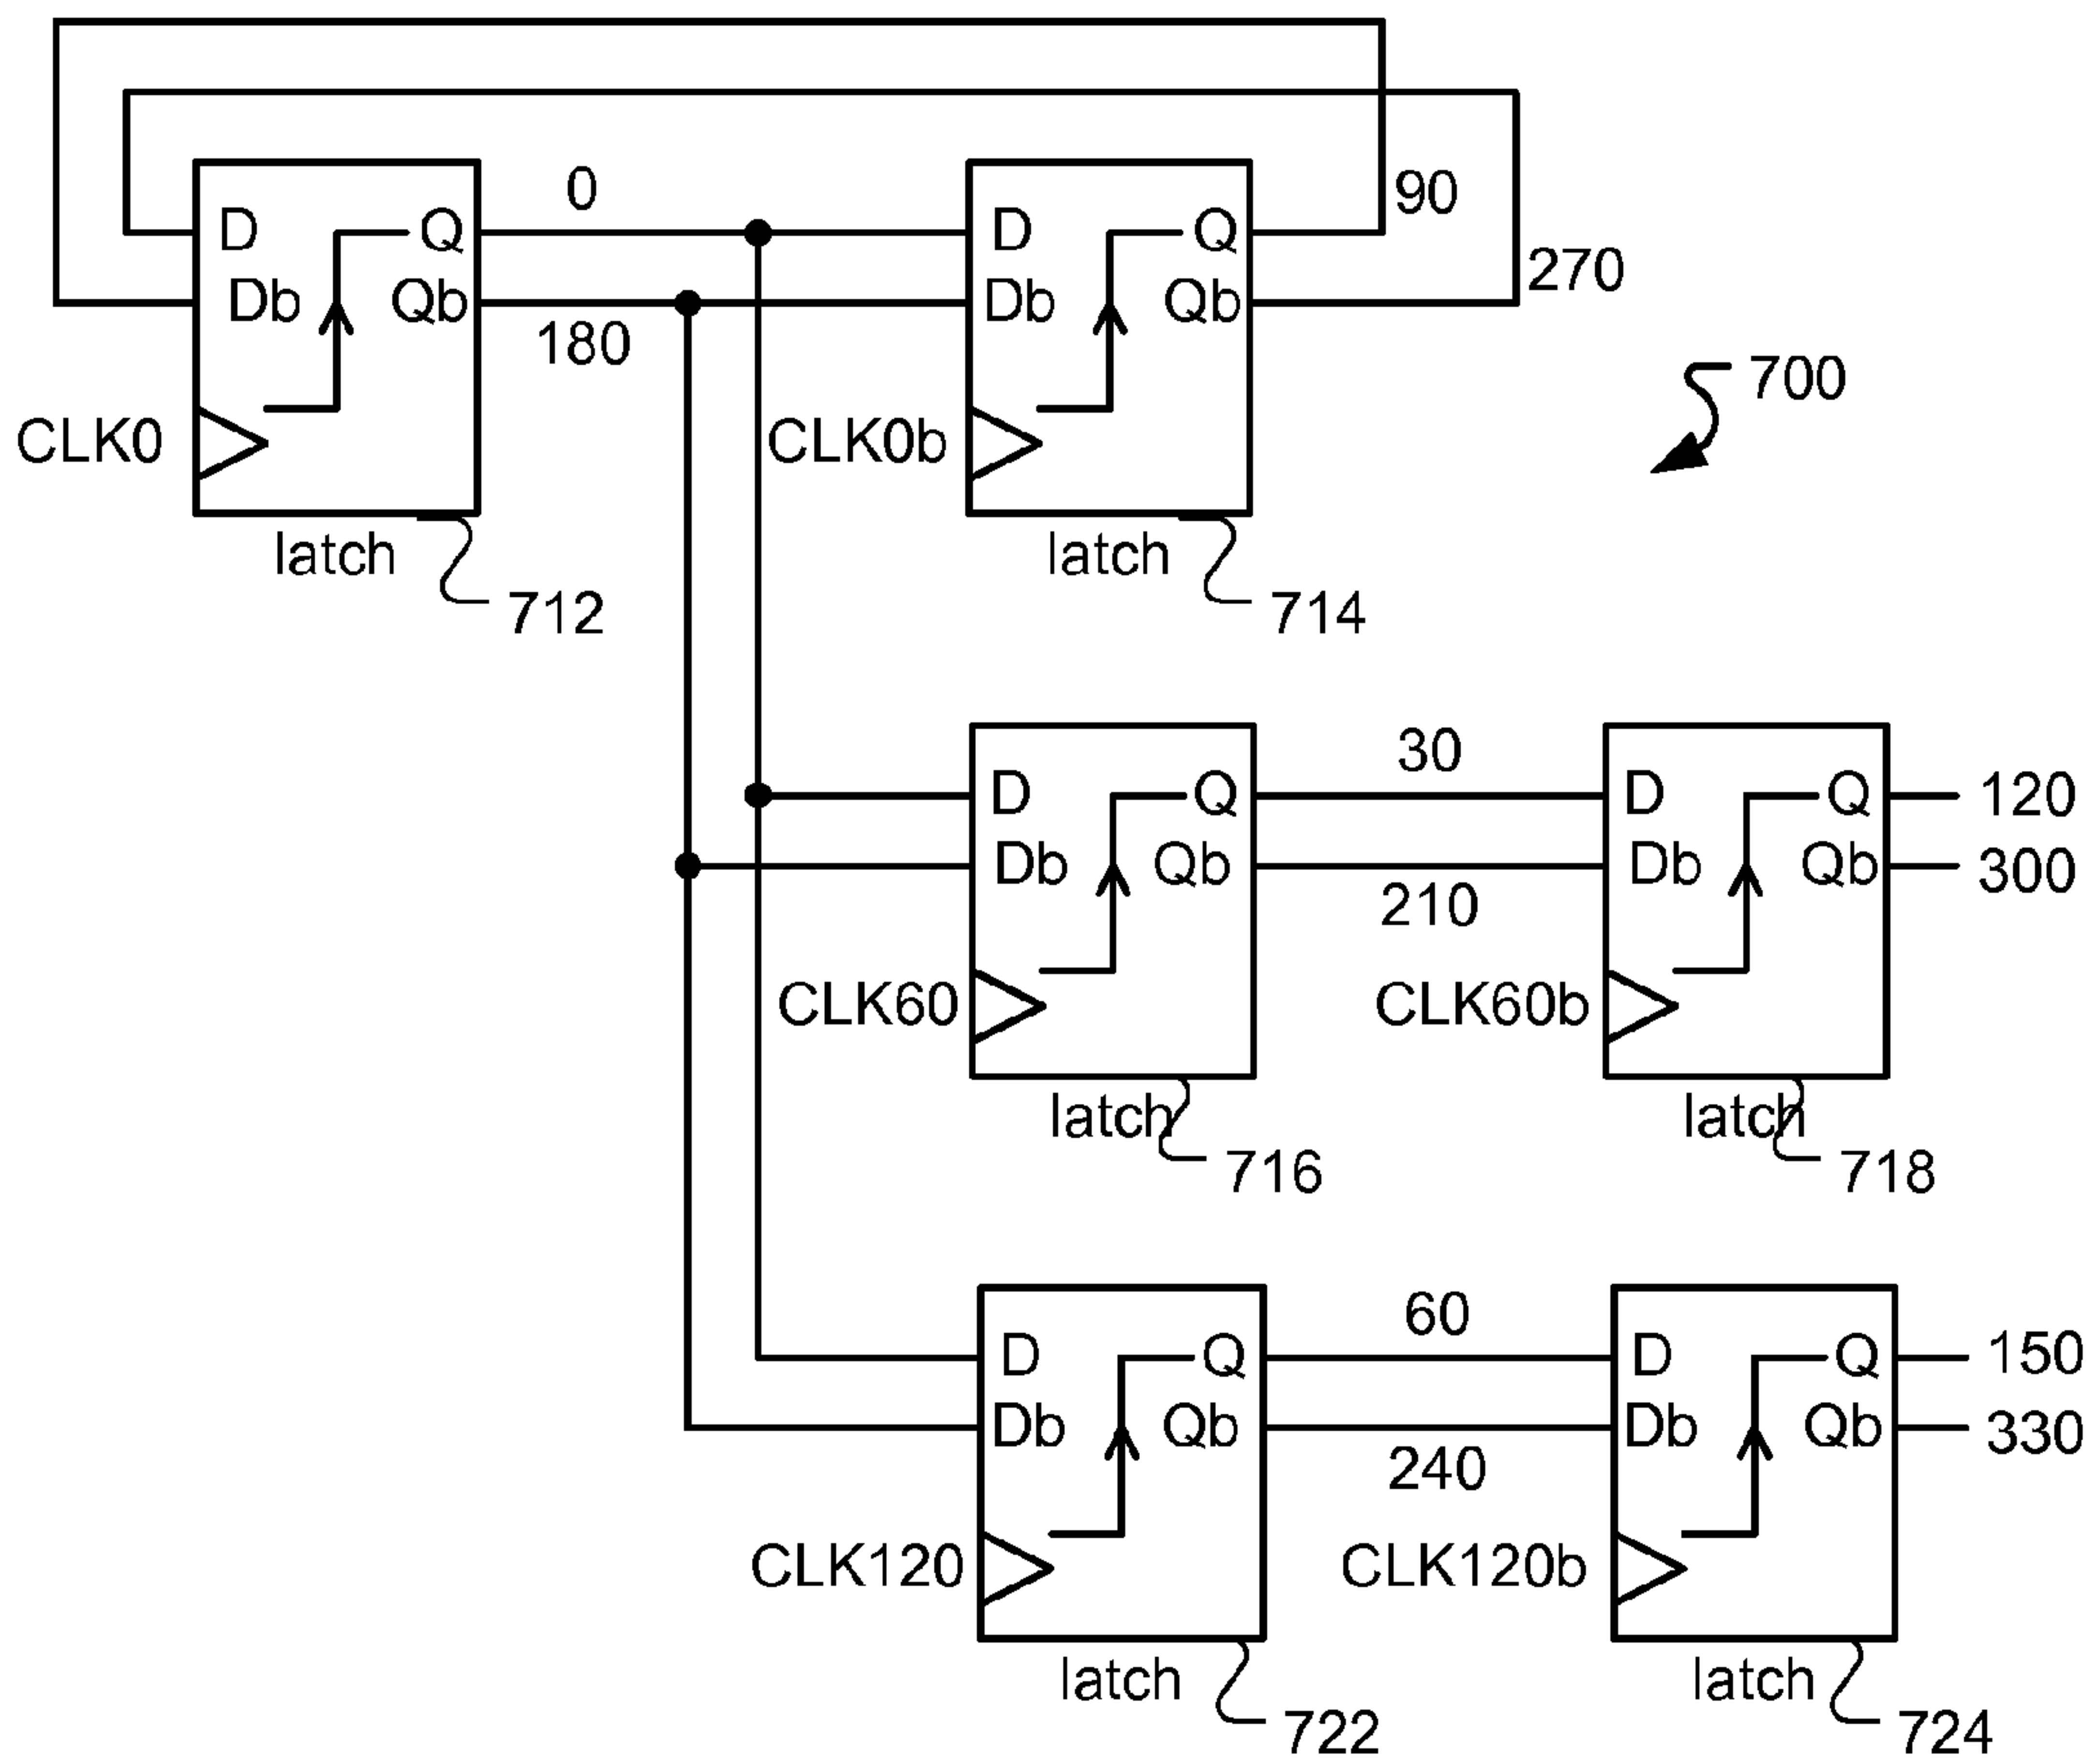 0
90
D
Q
D
Q
270
Db
Qb
Db
Qb
180
700
CLK0
CLK0b
latch
latch
712
714
30
D
Q
D
Q
120
Db
Qb
Db
Qb
300
210
CLK60
CLK60b
latch
latch
716
718
60
D
Q
D
Q
150
Db
Qb
Db
Qb
330
240
CLK120
CLK120b
latch
latch
722
724